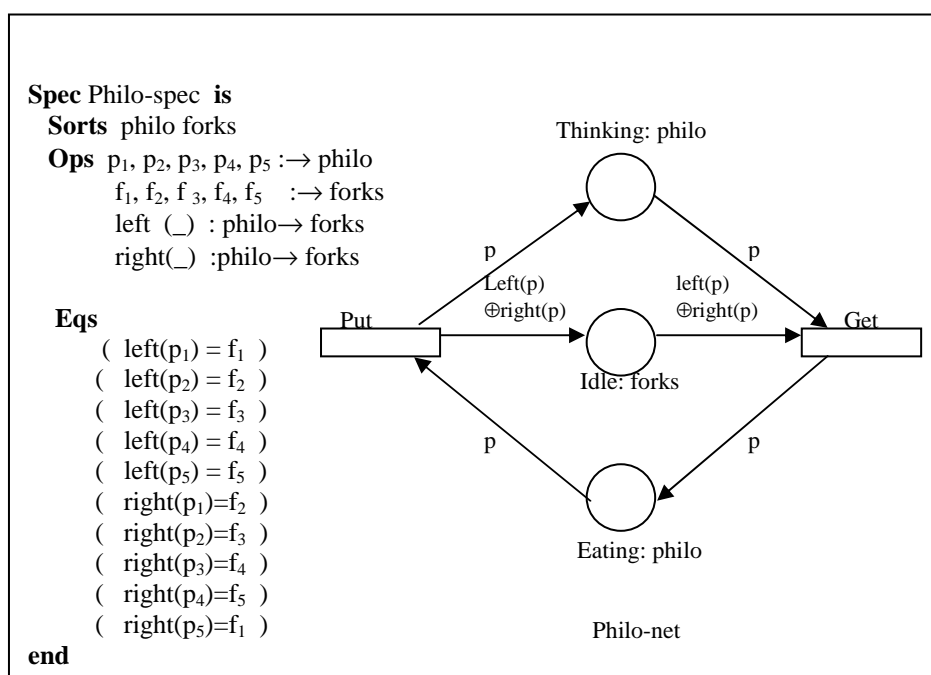 Spec Philo-spec is
Sorts philo forks
Ops p₁, p₂, p₃, p₄, p₅ :→ philo
f₁, f₂, f ₃, f₄, f₅ :→ forks
left (_) : philo→ forks
right(_) :philo→ forks
Eqs
( left(p₁) = f₁ )
( left(p₂) = f₂ )
( left(p₃) = f₃ )
( left(p₄) = f₄ )
( left(p₅) = f₅ )
( right(p₁)=f₂ )
( right(p₂)=f₃ )
( right(p₃)=f₄ )
( right(p₄)=f₅ )
( right(p₅)=f₁ )
end
Thinking: philo
p
p
Left(p)
⊕right(p)
left(p)
⊕right(p)
Put
Get
Idle: forks
p
p
Eating: philo
Philo-net